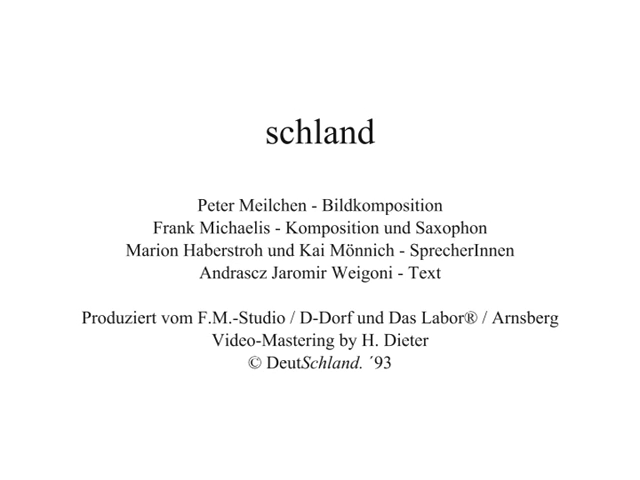 schland
Peter Meilchen - Bildkomposition
Frank Michaelis - Komposition und Saxophon
Marion Haberstroh und Kai Mönnich - SprecherInnen
Andrascz Jaromir Weigoni - Text
Produziert vom F.M.-Studio / D-Dorf und Das Labor® / Arnsberg
Video-Mastering by H. Dieter
© DeutSchland. ´93